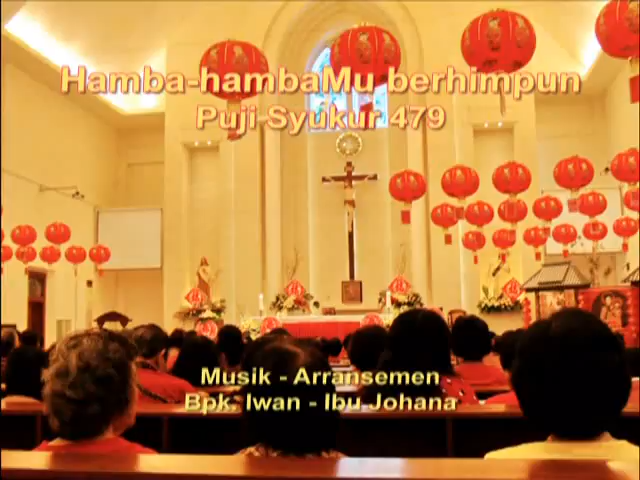 Hamba-hambaMu berhimpun
Puji Syukur 479
Musik - Arransemen
Bpk. Iwan - Ibu Johana